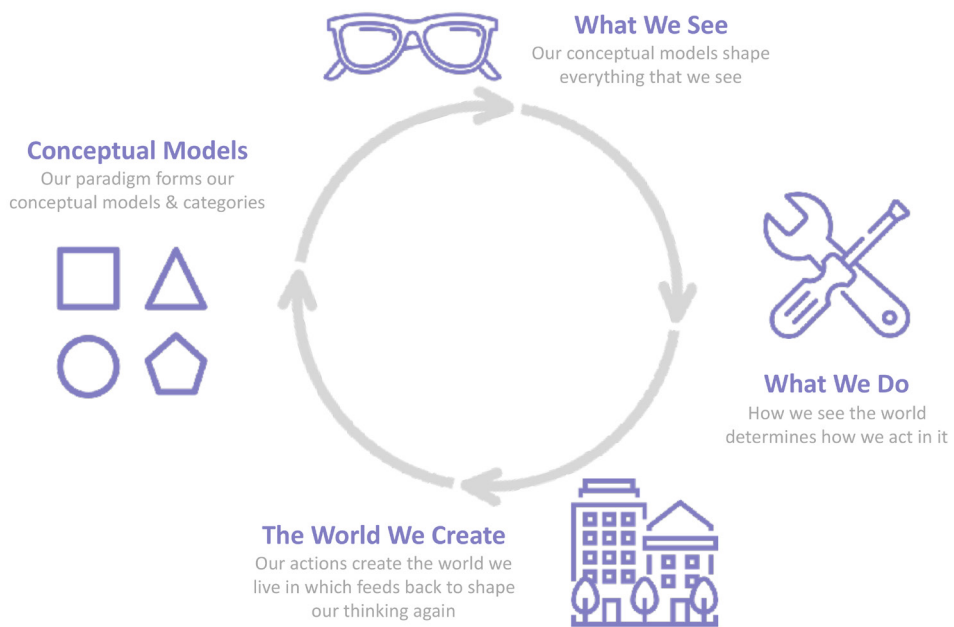 What We See
Our conceptual models shape
everything that we see
Conceptual Models
Our paradigm forms our
conceptual models & categories
What We Do
How we see the world
determines how we act in it
The World We Create
Our actions create the world we
live in which feeds back to shape
our thinking again